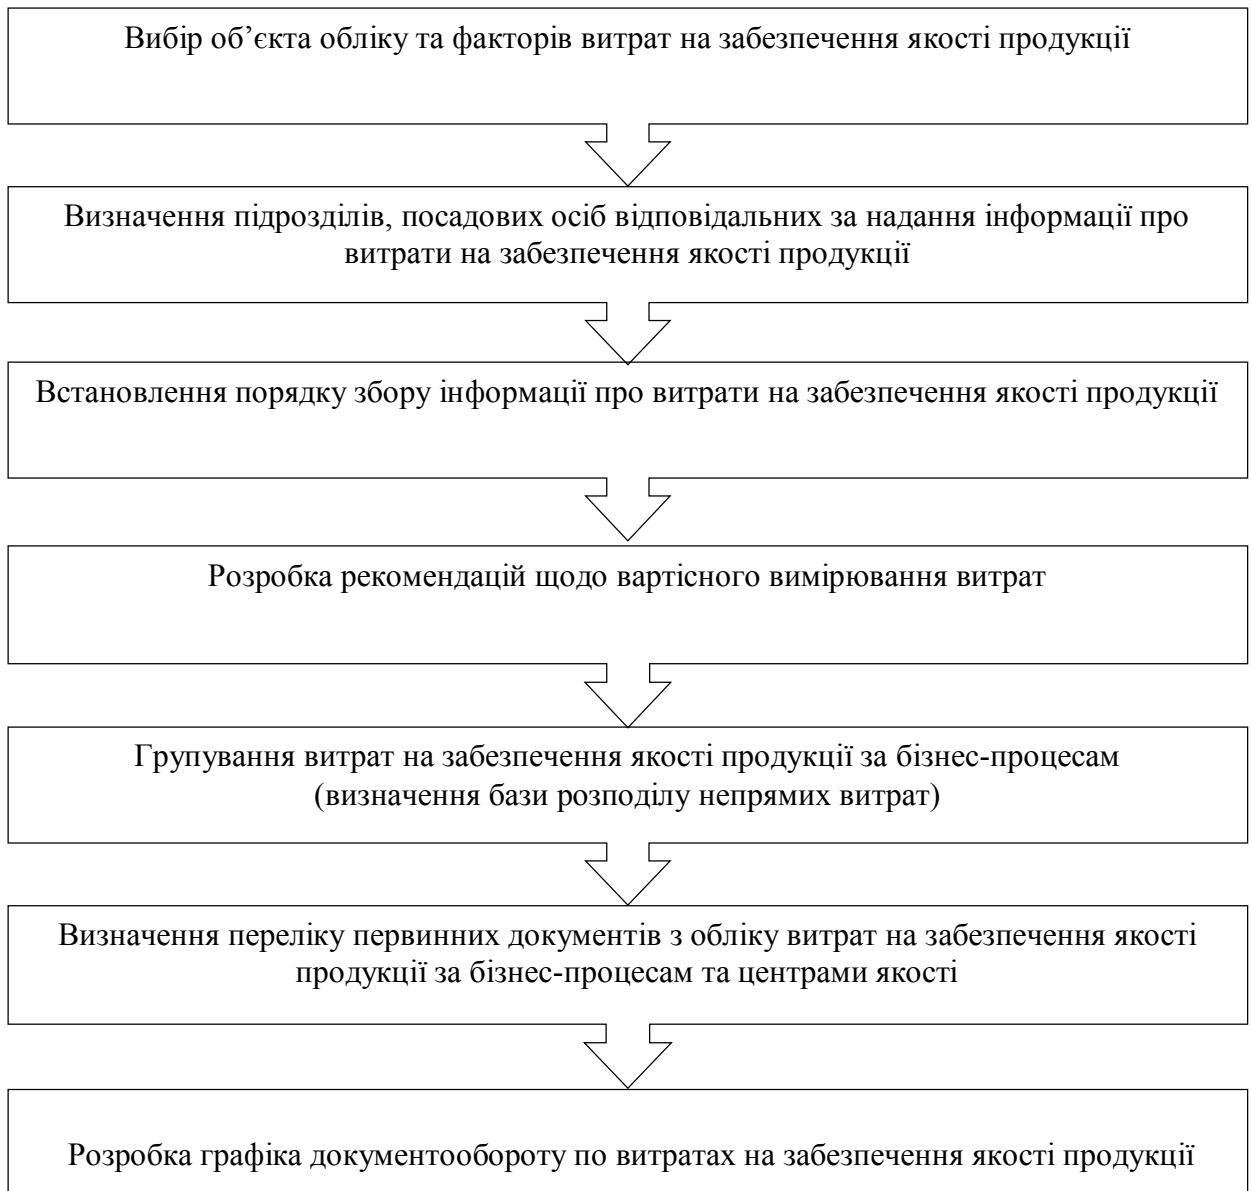 Вибір об’єкта обліку та факторів витрат на забезпечення якості продукції
Визначення підрозділів, посадових осіб відповідальних за надання інформації про
витрати на забезпечення якості продукції
Встановлення порядку збору інформації про витрати на забезпечення якості продукції
Розробка рекомендацій щодо вартісного вимірювання витрат
Групування витрат на забезпечення якості продукції за бізнес-процесам
(визначення бази розподілу непрямих витрат)
Визначення переліку первинних документів з обліку витрат на забезпечення якості
продукції за бізнес-процесам та центрами якості
Розробка графіка документообороту по витратах на забезпечення якості продукції